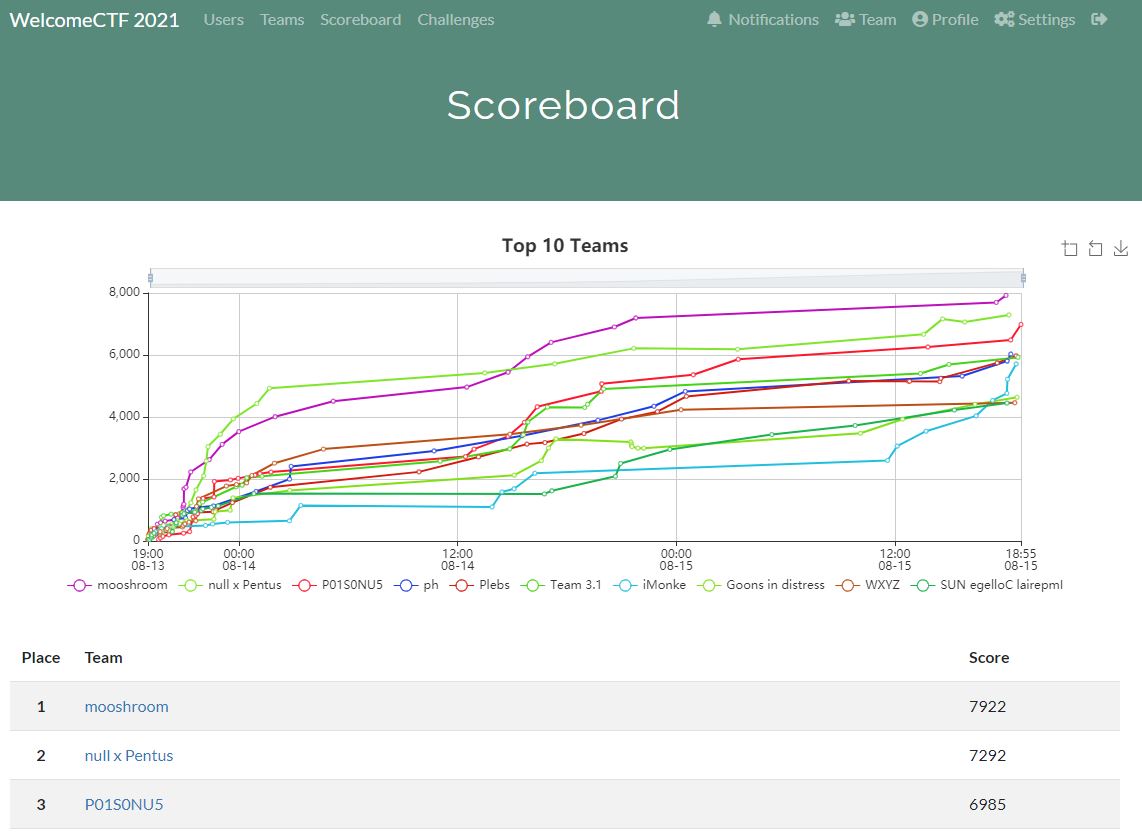 WelcomeCTF 2021 Users Teams Scoreboard Challenges Notifications Team Profile Settings
Scoreboard
Top 10 Teams
8,000
6,000
4,000
2,000
0
19:00 00:00 12:00 00:00 12:00 18:55
08-13 08-14 08-14 08-15 08-15 08-15
mooshroom null x Pentus P01S0NU5 ph Plebs Team 3.1 iMonke Goons in distress WXYZ SUN egelloC lairepmI
Place Team Score
1 mooshroom 7922
2 null x Pentus 7292
3 P01S0NU5 6985